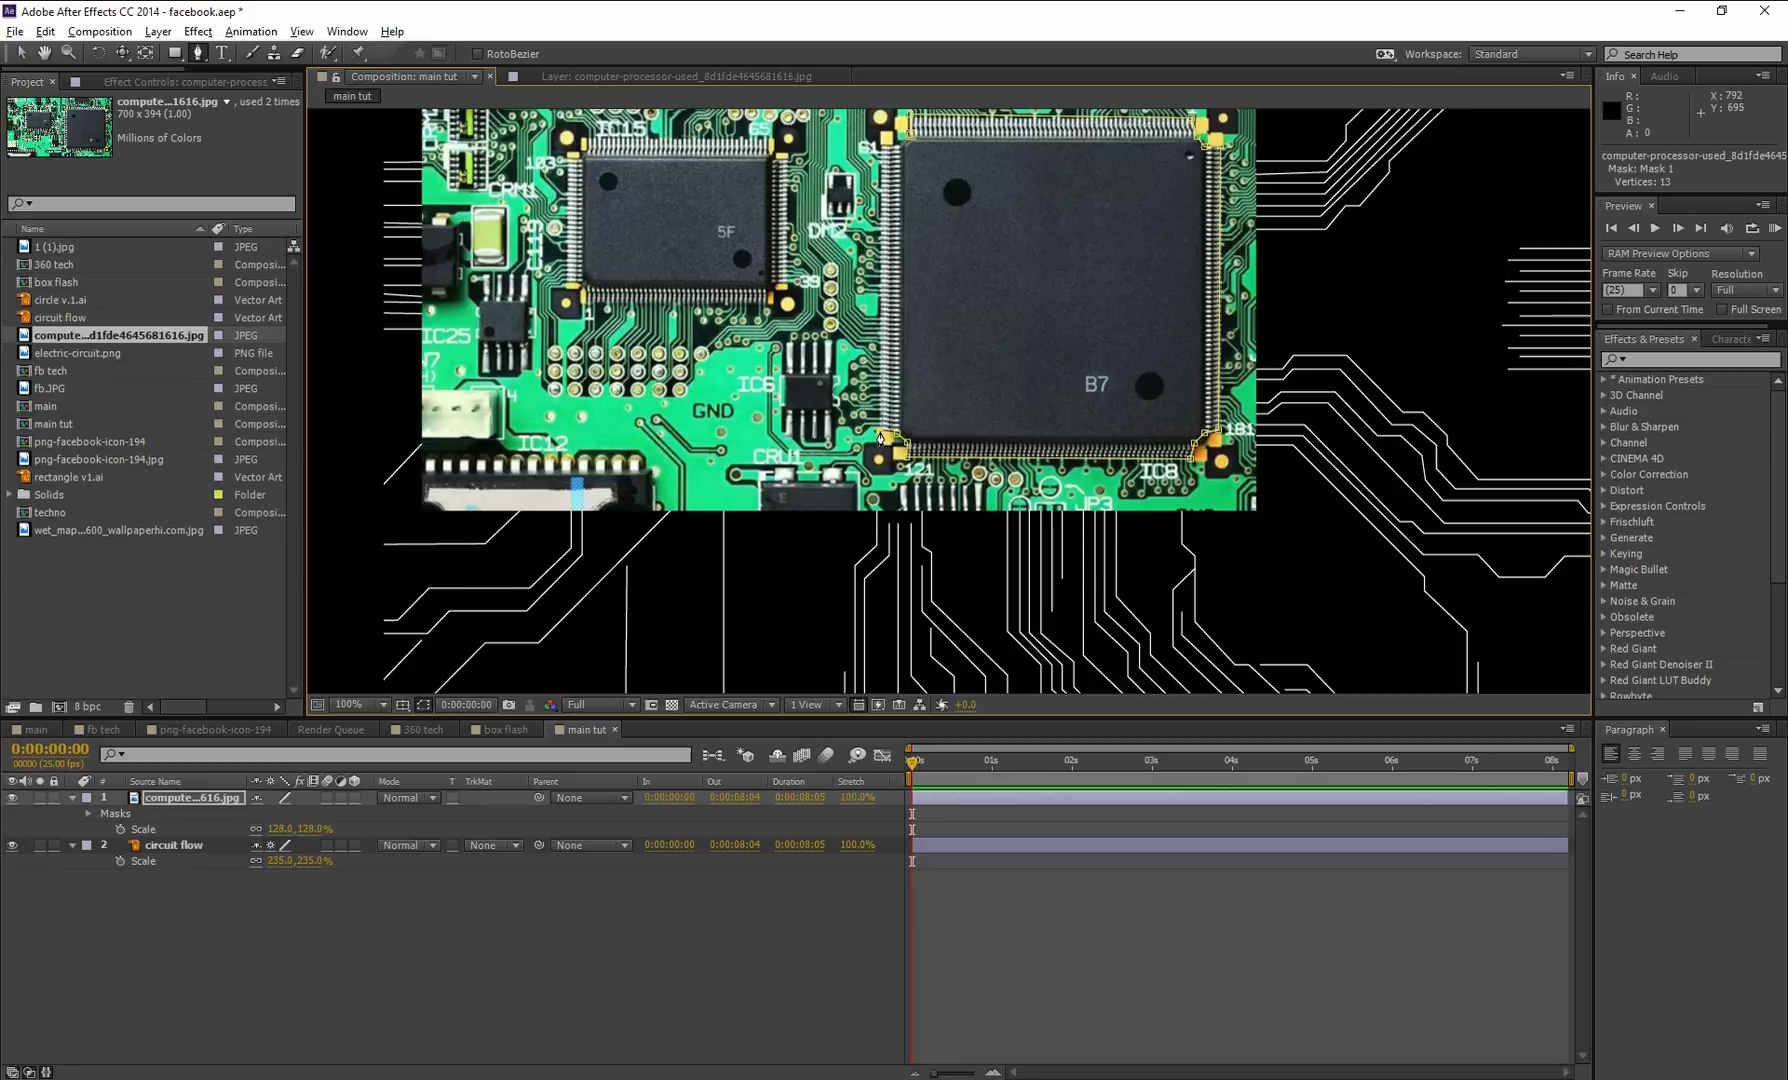 Adobe After Effects CC 2014 - facebook.aep *
File Edit Composition Layer Effect Animation View Window Help
RotoBezier
Workspace: Standard
Search Help
Project
Effect Controls: computer-process
Composition: main tut
Layer: computer-processor-used_8d1fde4645681616.jpg
Info Audio
main tut
compute...1616.jpg , used 2 times
700 x 394 (1.00)
Millions of Colors
R:
G:
B:
A: 0
X: 792
Y: 695
computer-processor-used_8d1fde4645
Mask: Mask 1
Vertices: 13
Preview
RAM Preview Options
Frame Rate Skip Resolution
(25) 0 Full
From Current Time Full Screen
Effects & Presets Characte
Name Type
1 (1).jpg JPEG
360 tech Composi...
box flash Composi...
circle v.1.ai Vector Art
circuit flow Vector Art
compute...d1fde4645681616.jpg JPEG
electric-circuit.png PNG file
fb tech Composi...
fb.JPG JPEG
main Composi...
main tut Composi...
png-facebook-icon-194 Composi...
png-facebook-icon-194.jpg JPEG
rectangle v1.ai Vector Art
Solids Folder
techno Composi...
wet_map...600_wallpaperhi.com.jpg JPEG
8 bpc
IC15
65
103
CRM1
5F
DM2
61
39
1
IC25
IC6
GND
B7
4
IC12
CRU1
121
IC8
181
JP3
E
* Animation Presets
3D Channel
Audio
Blur & Sharpen
Channel
CINEMA 4D
Color Correction
Distort
Expression Controls
Frischluft
Generate
Keying
Magic Bullet
Matte
Noise & Grain
Obsolete
Perspective
Red Giant
Red Giant Denoiser II
Red Giant LUT Buddy
Rowbyte
100% 0:00:00:00 Full Active Camera 1 View +0.0
main fb tech png-facebook-icon-194 Render Queue 360 tech box flash main tut
0:00:00:00
00000 (25.00 fps)
# Source Name Mode T TrkMat Parent In Out Duration Stretch
1 compute...616.jpg Normal None 0:00:00:00 0:00:08:04 0:00:08:05 100.0%
Masks
Scale 128.0,128.0%
2 circuit flow Normal None None 0:00:00:00 0:00:08:04 0:00:08:05 100.0%
Scale 235.0,235.0%
00s 01s 02s 03s 04s 05s 06s 07s 08s
Paragraph
0 px 0 px 0 px
0 px 0 px